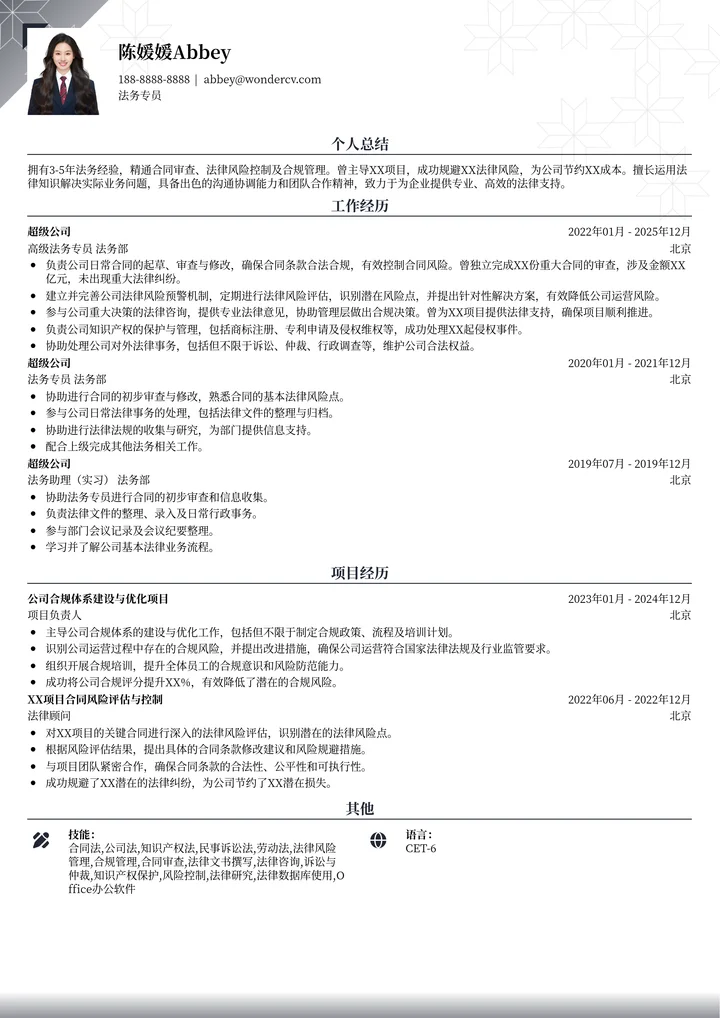 陈媛媛Abbey
188-8888-8888 | abbey@wondercv.com
法务专员
个人总结
拥有3-5年法务经验，精通合同审查、法律风险控制及合规管理。曾主导XX项目，成功规避XX法律风险，为公司节约XX成本。擅长运用法
律知识解决实际业务问题，具备出色的沟通协调能力和团队合作精神，致力于为企业提供专业、高效的法律支持。
工作经历
超级公司 2022年01月 - 2025年12月
高级法务专员 法务部 北京
• 负责公司日常合同的起草、审查与修改，确保合同条款合法合规，有效控制合同风险。曾独立完成XX份重大合同的审查，涉及金额XX
亿元，未出现重大法律纠纷。
• 建立并完善公司法律风险预警机制，定期进行法律风险评估，识别潜在风险点，并提出针对性解决方案，有效降低公司运营风险。
• 参与公司重大决策的法律咨询，提供专业法律意见，协助管理层做出合规决策。曾为XX项目提供法律支持，确保项目顺利推进。
• 负责公司知识产权的保护与管理，包括商标注册、专利申请及侵权维权等，成功处理XX起侵权事件。
• 协助处理公司对外法律事务，包括但不限于诉讼、仲裁、行政调查等，维护公司合法权益。
超级公司 2020年01月 - 2021年12月
法务专员 法务部 北京
• 协助进行合同的初步审查与修改，熟悉合同的基本法律风险点。
• 参与公司日常法律事务的处理，包括法律文件的整理与归档。
• 协助进行法律法规的收集与研究，为部门提供信息支持。
• 配合上级完成其他法务相关工作。
超级公司 2019年07月 - 2019年12月
法务助理（实习） 法务部 北京
• 协助法务专员进行合同的初步审查和信息收集。
• 负责法律文件的整理、录入及日常行政事务。
• 参与部门会议记录及会议纪要整理。
• 学习并了解公司基本法律业务流程。
项目经历
公司合规体系建设与优化项目 2023年01月 - 2024年12月
项目负责人 北京
• 主导公司合规体系的建设与优化工作，包括但不限于制定合规政策、流程及培训计划。
• 识别公司运营过程中存在的合规风险，并提出改进措施，确保公司运营符合国家法律法规及行业监管要求。
• 组织开展合规培训，提升全体员工的合规意识和风险防范能力。
• 成功将公司合规评分提升XX%，有效降低了潜在的合规风险。
XX项目合同风险评估与控制 2022年06月 - 2022年12月
法律顾问 北京
• 对XX项目的关键合同进行深入的法律风险评估，识别潜在的法律风险点。
• 根据风险评估结果，提出具体的合同条款修改建议和风险规避措施。
• 与项目团队紧密合作，确保合同条款的合法性、公平性和可执行性。
• 成功规避了XX潜在的法律纠纷，为公司节约了XX潜在损失。
其他
技能：
合同法,公司法,知识产权法,民事诉讼法,劳动法,法律风险
管理,合规管理,合同审查,法律文书撰写,法律咨询,诉讼与
仲裁,知识产权保护,风险控制,法律研究,法律数据库使用,O
ffice办公软件
语言：
CET-6